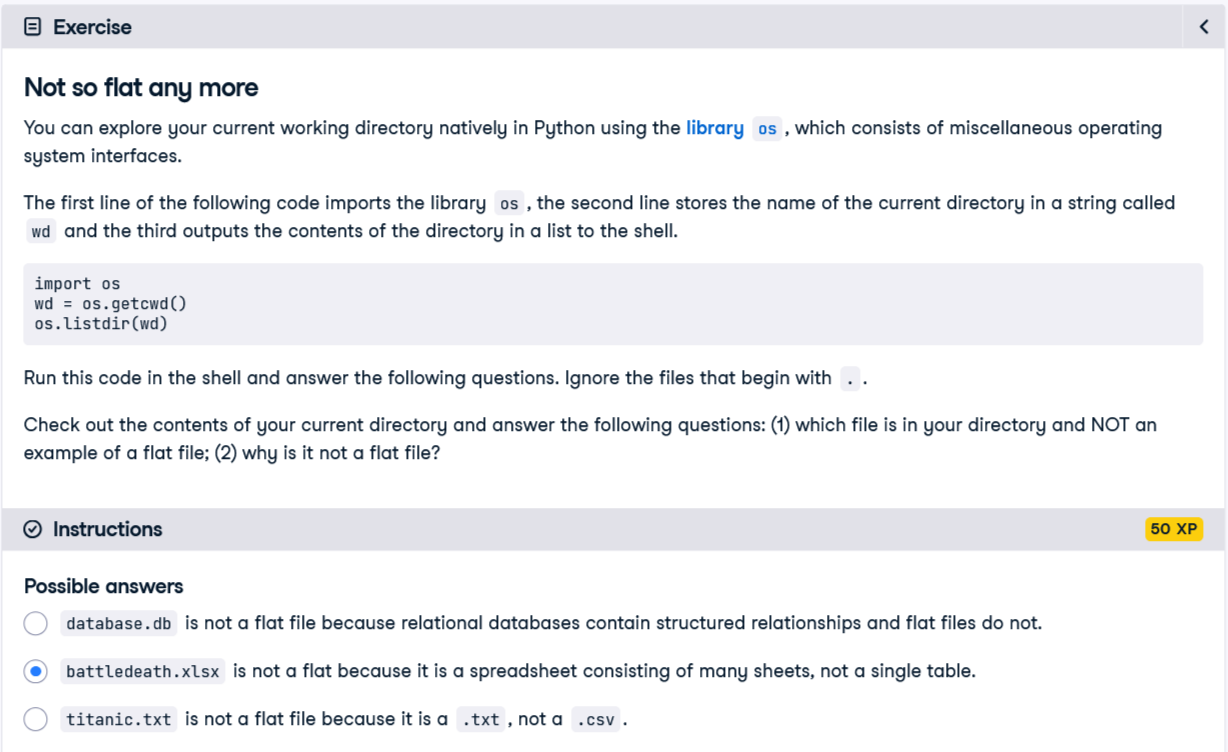 Exercise
Not so flat any more
You can explore your current working directory natively in Python using the library os , which consists of miscellaneous operating
system interfaces.
The first line of the following code imports the library os , the second line stores the name of the current directory in a string called
wd and the third outputs the contents of the directory in a list to the shell.
import os
wd = os.getcwd()
os.listdir(wd)
Run this code in the shell and answer the following questions. Ignore the files that begin with . .
Check out the contents of your current directory and answer the following questions: (1) which file is in your directory and NOT an
example of a flat file; (2) why is it not a flat file?
Instructions
50 XP
Possible answers
database.db is not a flat file because relational databases contain structured relationships and flat files do not.
battledeath.xlsx is not a flat because it is a spreadsheet consisting of many sheets, not a single table.
titanic.txt is not a flat file because it is a .txt , not a .csv .